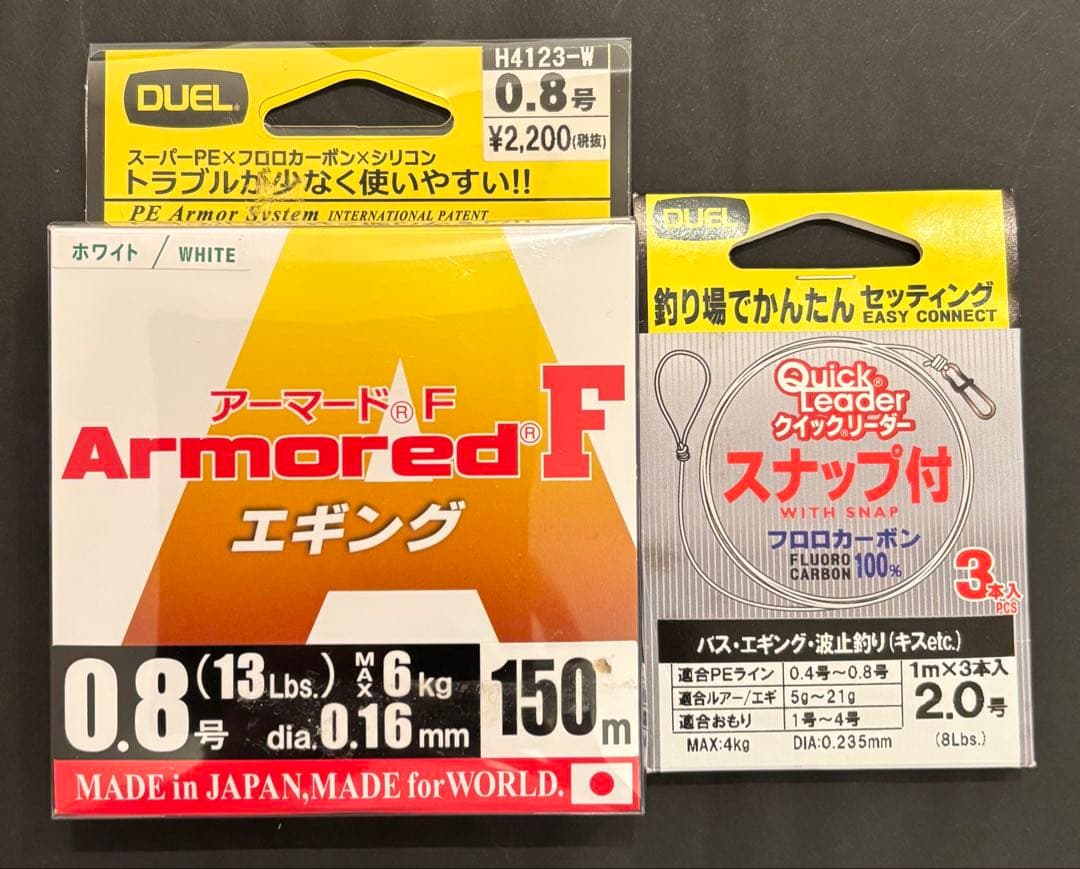 DUEL®
H4123-W
0.8号
¥2,200(税抜)
スーパーPE×フロロカーボン×シリコン
トラブルが少なく使いやすい!!
PE Armor System INTERNATIONAL PATENT
ホワイト / WHITE
アーマード® F
Armored® F
エギング
0.8号
(13Lbs.) MAX 6kg
dia. 0.16mm
150m
MADE in JAPAN,MADE for WORLD.
DUEL
釣り場でかんたん セッティング
EASY CONNECT
Quick®
Leader
クイック®リーダー
スナップ付
WITH SNAP
フロロカーボン
FLUORO
CARBON 100%
3本入
PCS
バス・エギング・波止釣り(キスetc.)
適合PEライン 0.4号～0.8号
適合ルアー/エギ 5g～21g
適合おもり 1号～4号
MAX:4kg DIA:0.235mm
1m×3本入
2.0号
(8Lbs.)